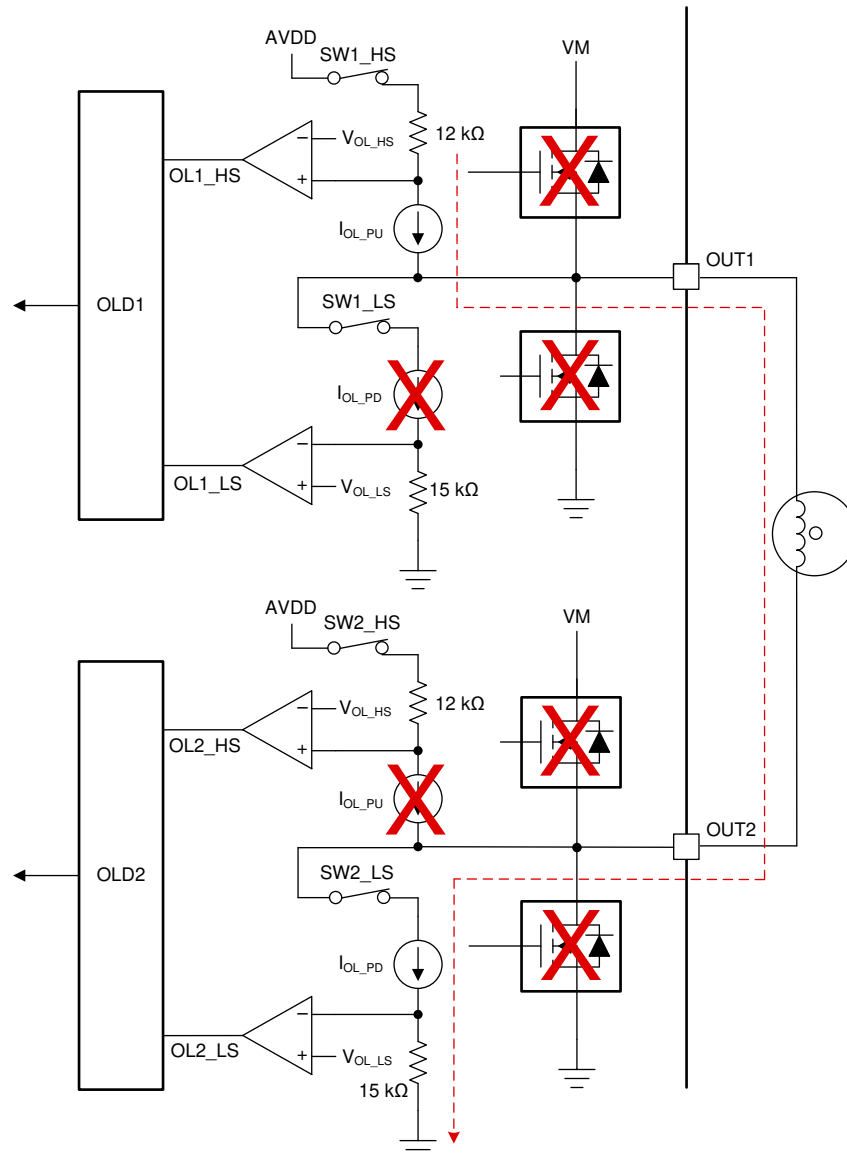 AVDD
SW1_HS
VM
12 kΩ
V_OL_HS
−
+
OL1_HS
I_OL_PU
OUT1
OLD1
SW1_LS
I_OL_PD
−
+
OL1_LS
V_OL_LS
15 kΩ
AVDD
SW2_HS
VM
12 kΩ
V_OL_HS
−
+
OL2_HS
I_OL_PU
OUT2
OLD2
SW2_LS
I_OL_PD
−
+
OL2_LS
V_OL_LS
15 kΩ